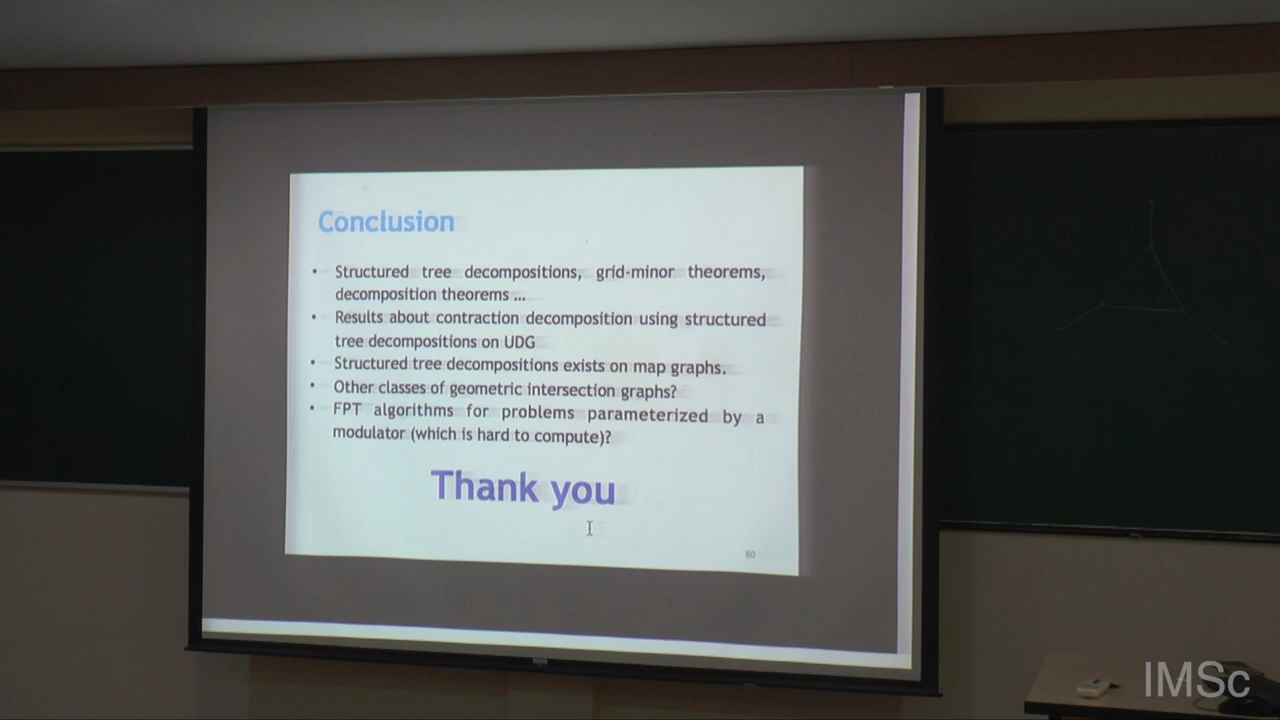 Conclusion
• Structured tree decompositions, grid-minor theorems,
decomposition theorems ...
• Results about contraction decomposition using structured
tree decompositions on UDG
• Structured tree decompositions exists on map graphs.
• Other classes of geometric intersection graphs?
• FPT algorithms for problems parameterized by a
modulator (which is hard to compute)?
Thank you
80
IMSc